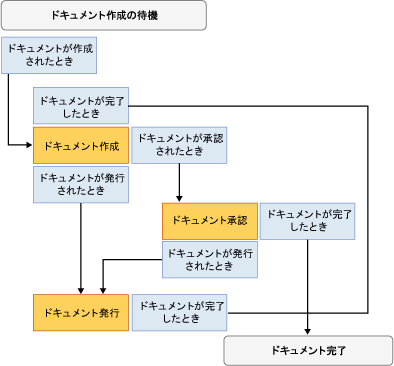 ドキュメント作成の待機
ドキュメントが作成
されたとき
ドキュメントが完了
したとき
ドキュメント作成
ドキュメントが承認
されたとき
ドキュメントが発行
されたとき
ドキュメント承認
ドキュメントが完了
したとき
ドキュメントが発行
されたとき
ドキュメント発行
ドキュメントが完了
したとき
ドキュメント完了